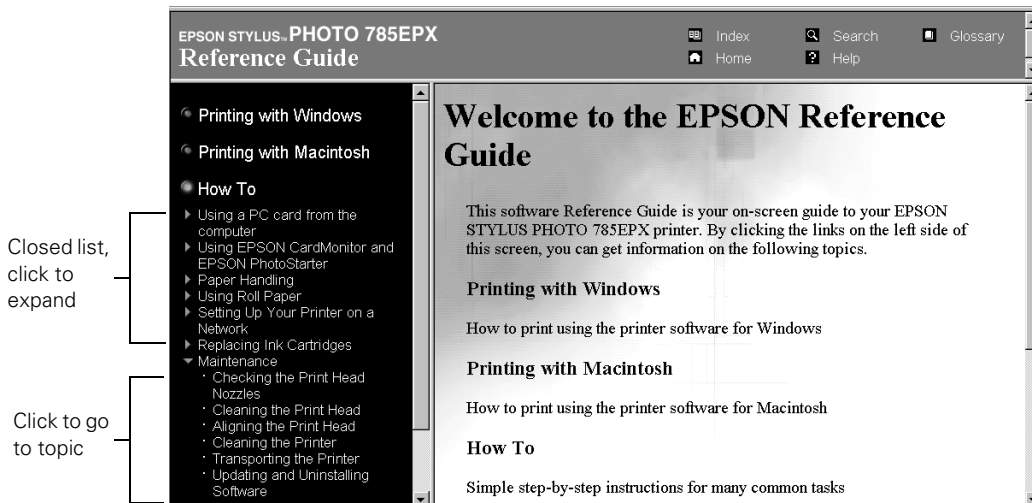 EPSON STYLUS™ PHOTO 785EPX
Reference Guide
Index
Search
Glossary
Home
Help
Printing with Windows
Printing with Macintosh
How To
Using a PC card from the
computer
Using EPSON CardMonitor and
EPSON PhotoStarter
Paper Handling
Using Roll Paper
Setting Up Your Printer on a
Network
Replacing Ink Cartridges
Maintenance
Checking the Print Head
Nozzles
Cleaning the Print Head
Aligning the Print Head
Cleaning the Printer
Transporting the Printer
Updating and Uninstalling
Software
Closed list,
click to
expand
Click to go
to topic
Welcome to the EPSON Reference
Guide
This software Reference Guide is your on-screen guide to your EPSON
STYLUS PHOTO 785EPX printer. By clicking the links on the left side of
this screen, you can get information on the following topics.
Printing with Windows
How to print using the printer software for Windows
Printing with Macintosh
How to print using the printer software for Macintosh
How To
Simple step-by-step instructions for many common tasks